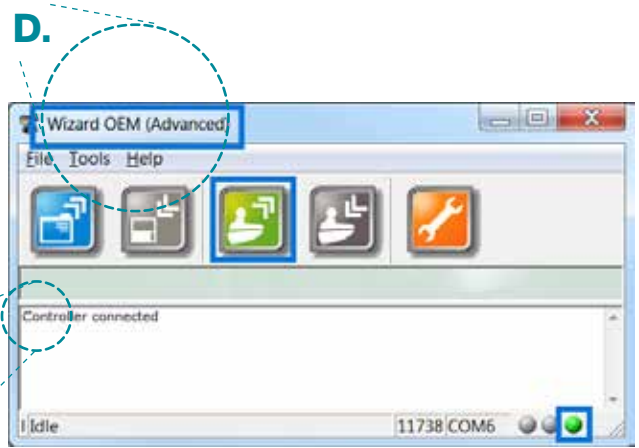 D.
Wizard OEM (Advanced)
File Tools Help
Controller connected
Idle 11738 COM6